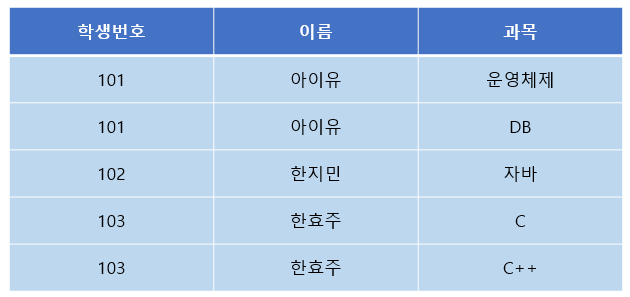 학생번호 이름 과목
101 아이유 운영체제
101 아이유 DB
102 한지민 자바
103 한효주 C
103 한효주 C++